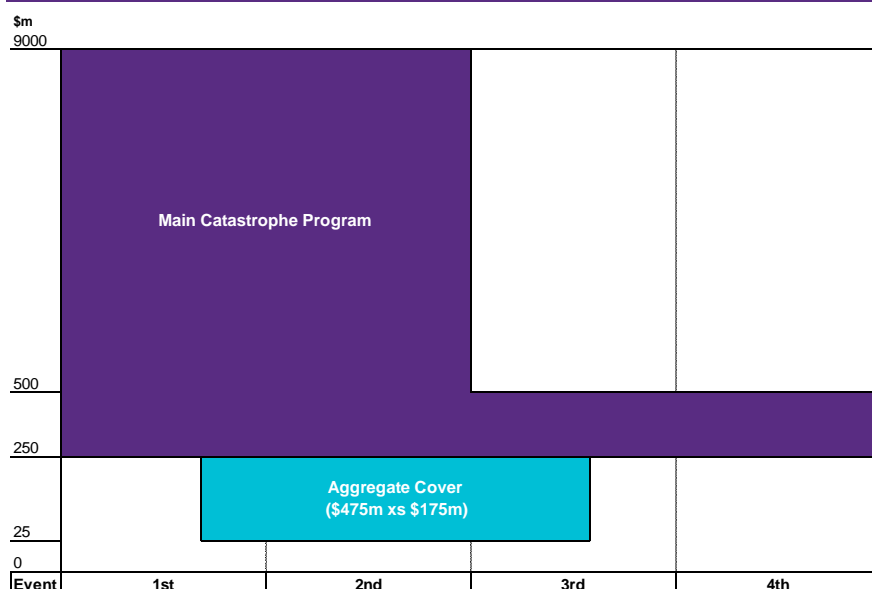 $m
9000
Main Catastrophe Program
500
250
Aggregate Cover
($475m xs $175m)
25
0
Event 1st 2nd 3rd 4th